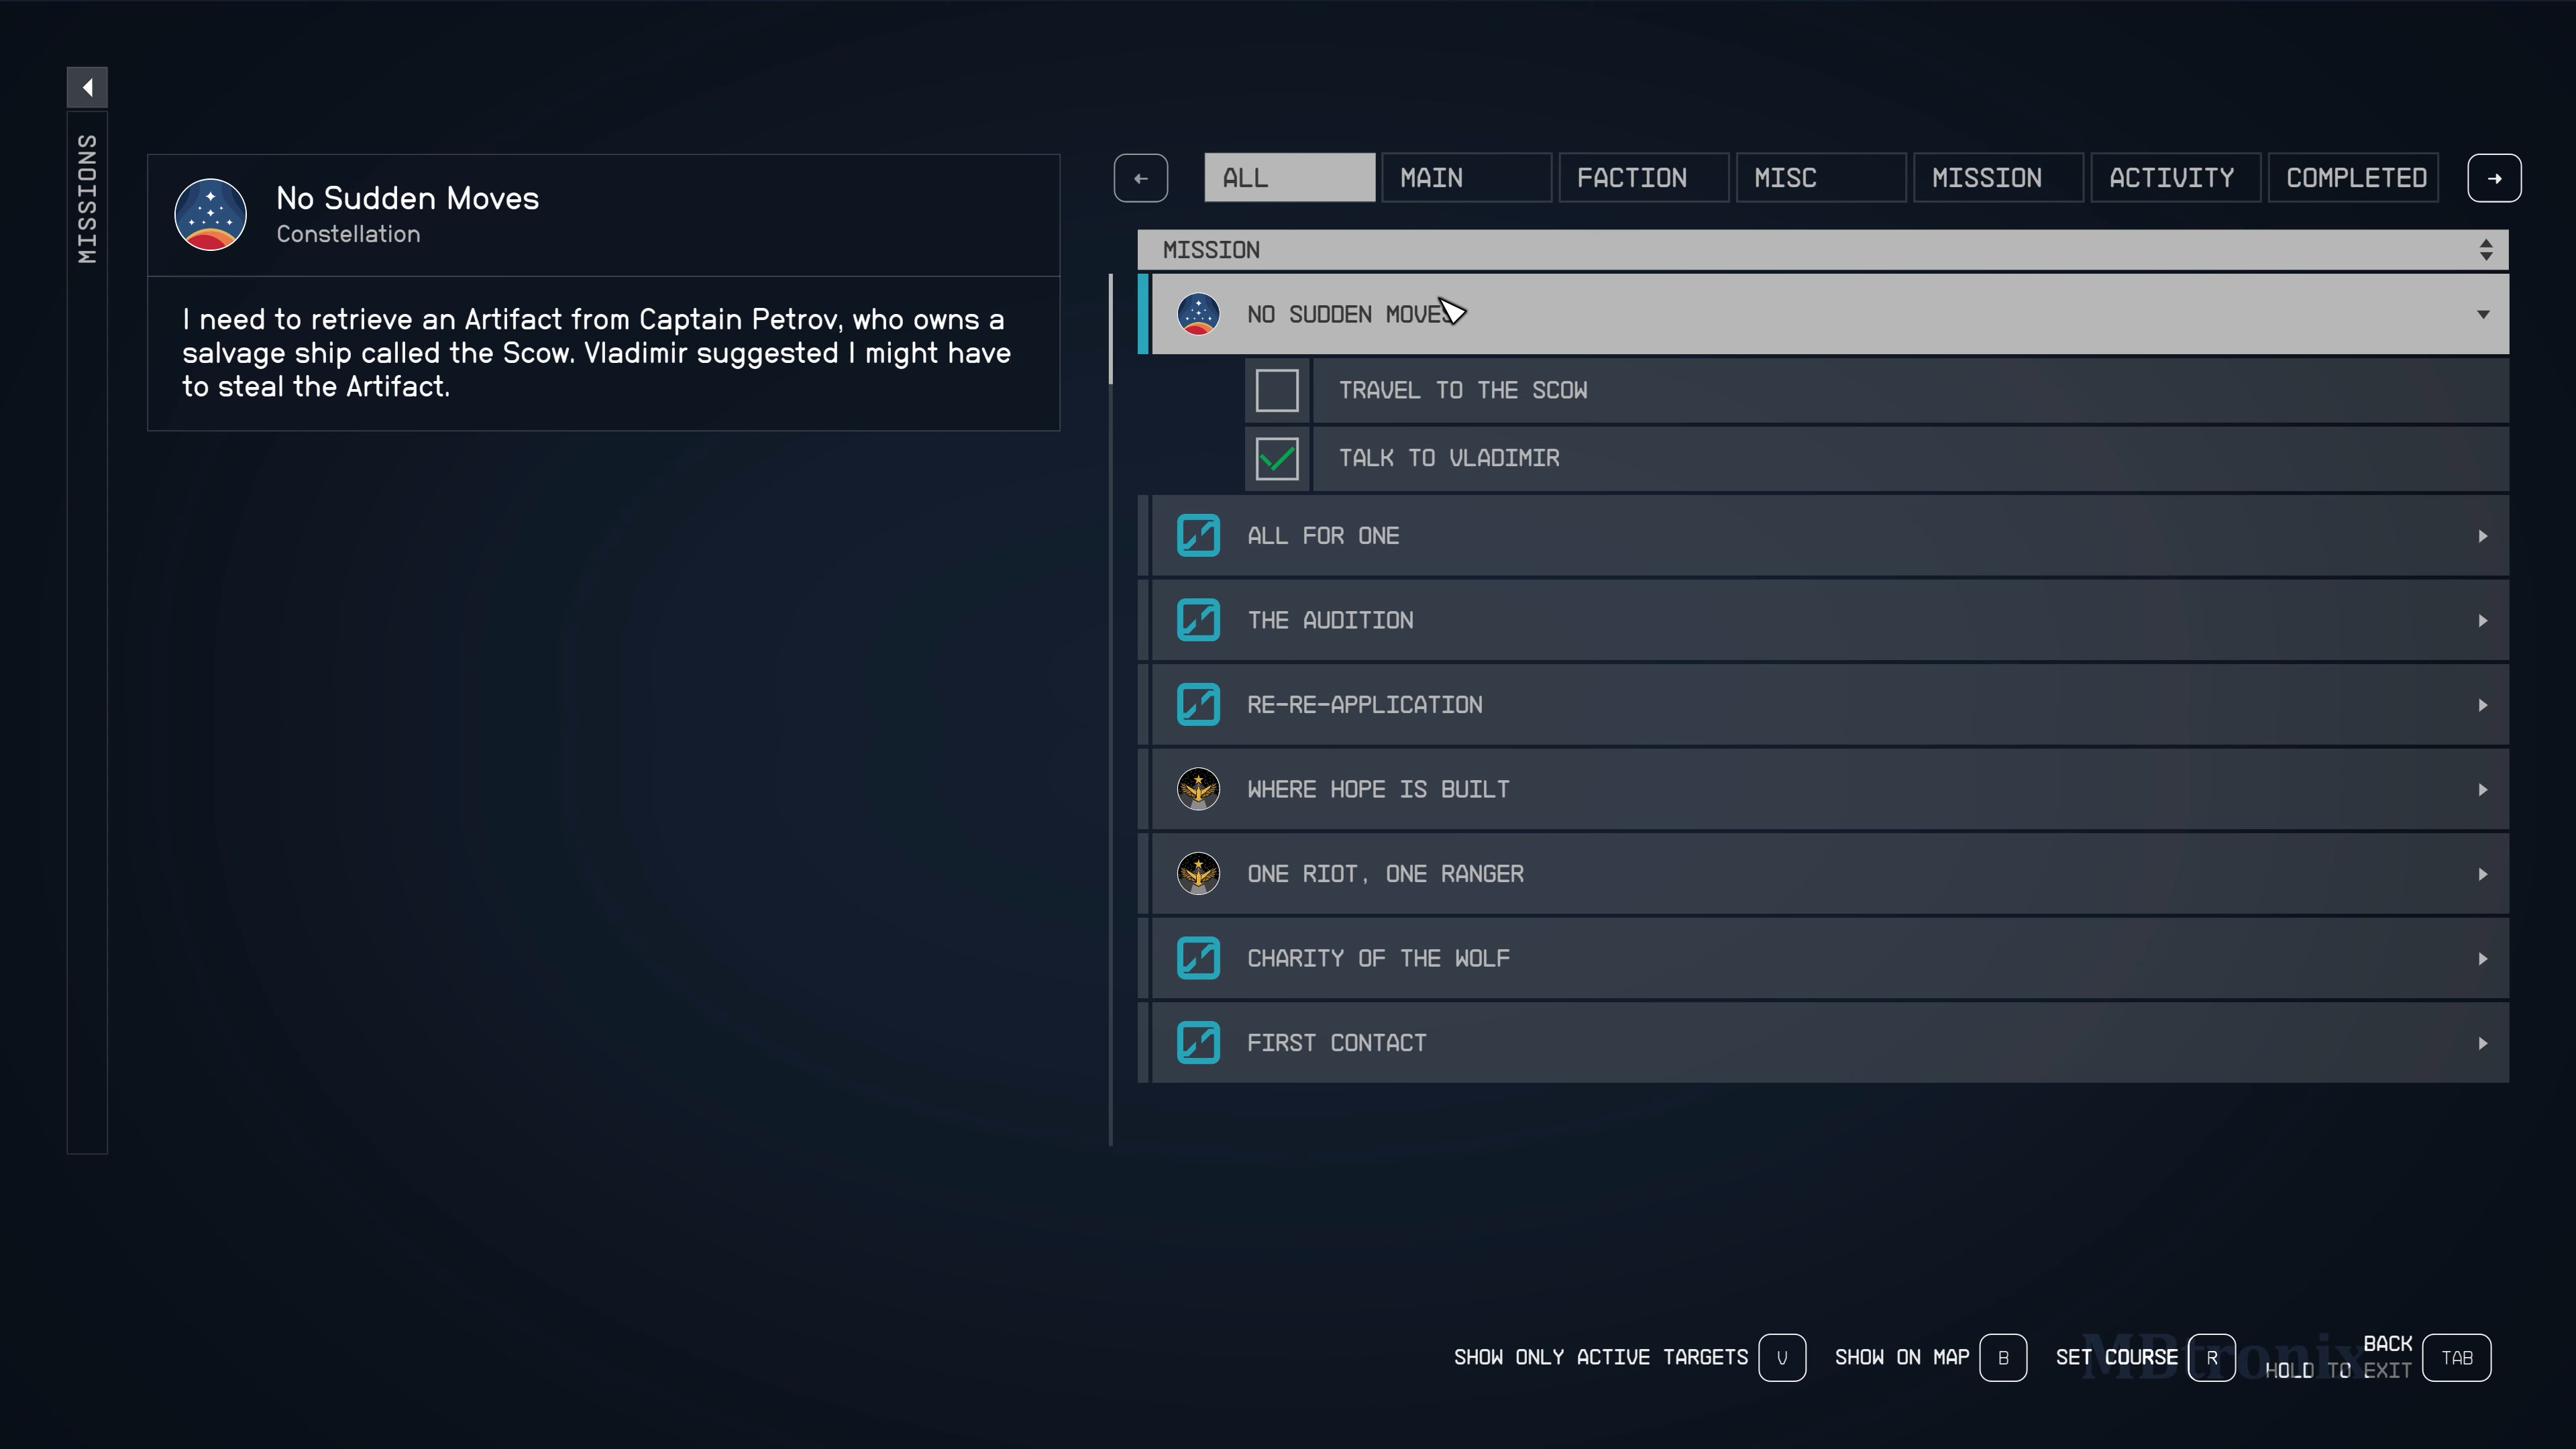 MISSIONS
No Sudden Moves
Constellation
I need to retrieve an Artifact from Captain Petrov, who owns a
salvage ship called the Scow. Vladimir suggested I might have
to steal the Artifact.
ALL MAIN FACTION MISC MISSION ACTIVITY COMPLETED
MISSION
NO SUDDEN MOVES
TRAVEL TO THE SCOW
TALK TO VLADIMIR
ALL FOR ONE
THE AUDITION
RE-RE-APPLICATION
WHERE HOPE IS BUILT
ONE RIOT, ONE RANGER
CHARITY OF THE WOLF
FIRST CONTACT
SHOW ONLY ACTIVE TARGETS V SHOW ON MAP B SET COURSE R BACK TAB
HOLD TO EXIT
MBtronix